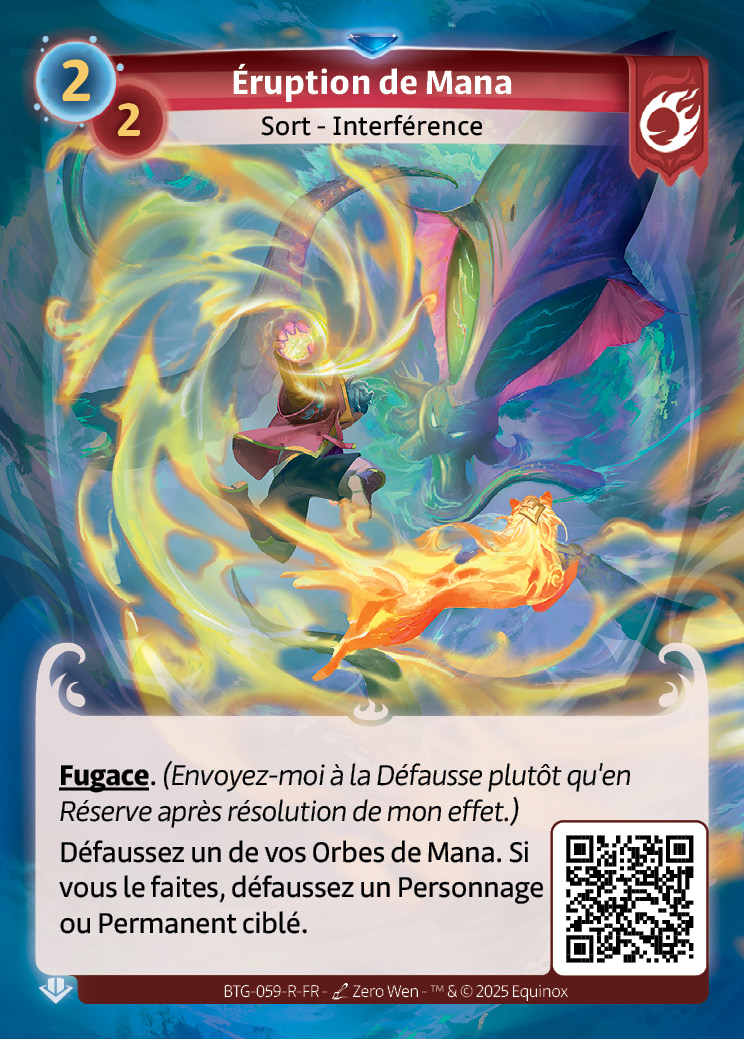 2
Éruption de Mana
2
Sort - Interférence
Fugace. (Envoyez-moi à la Défausse plutôt qu'en
Réserve après résolution de mon effet.)
Défaussez un de vos Orbes de Mana. Si
vous le faites, défaussez un Personnage
ou Permanent ciblé.
BTG-059-R-FR - Zero Wen - ™ & © 2025 Equinox